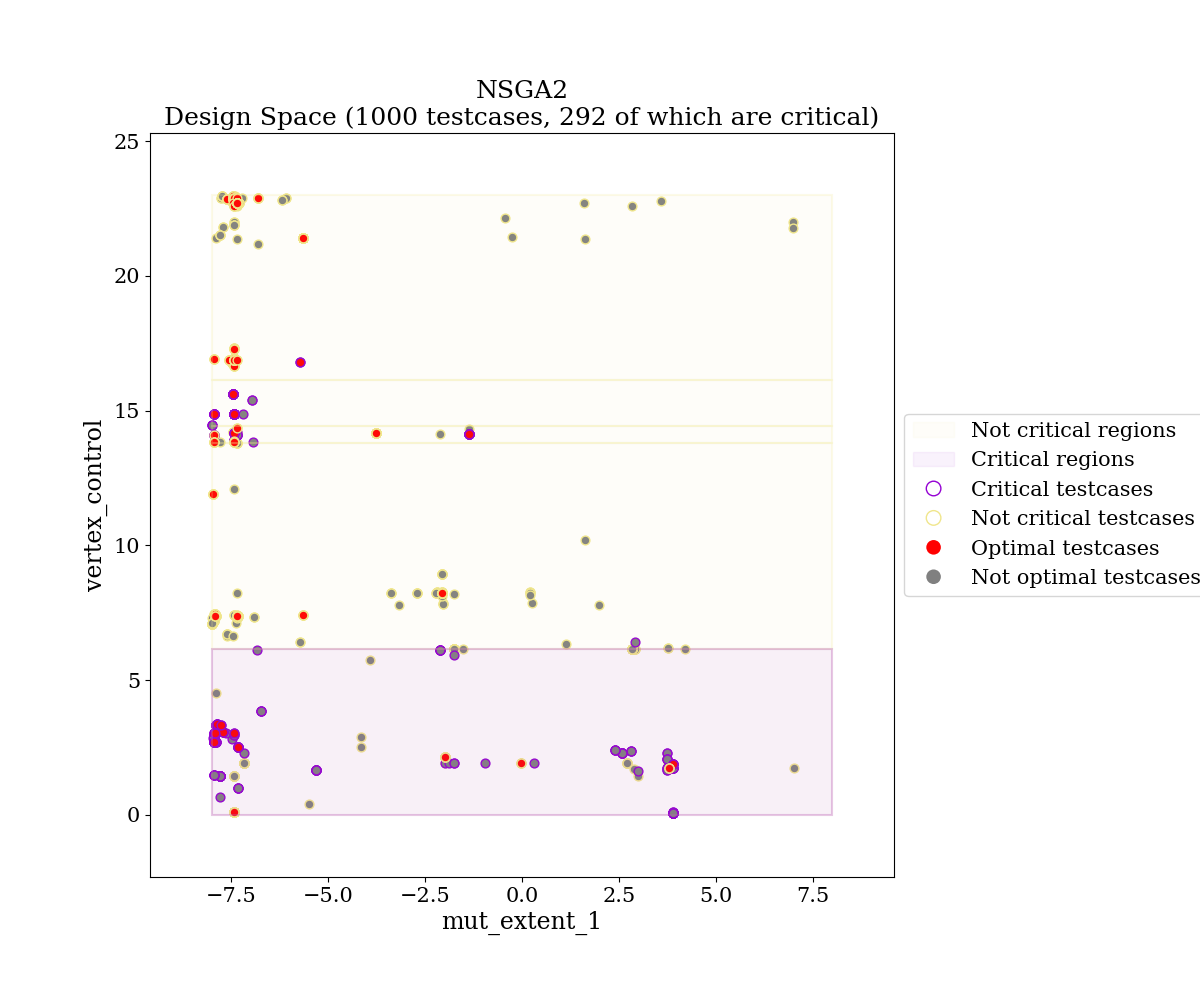 NSGA2
Design Space (1000 testcases, 292 of which are critical)
25
20
15
10
5
0
vertex_control
−7.5
−5.0
−2.5
0.0
2.5
5.0
7.5
mut_extent_1
Not critical regions
Critical regions
Critical testcases
Not critical testcases
Optimal testcases
Not optimal testcases